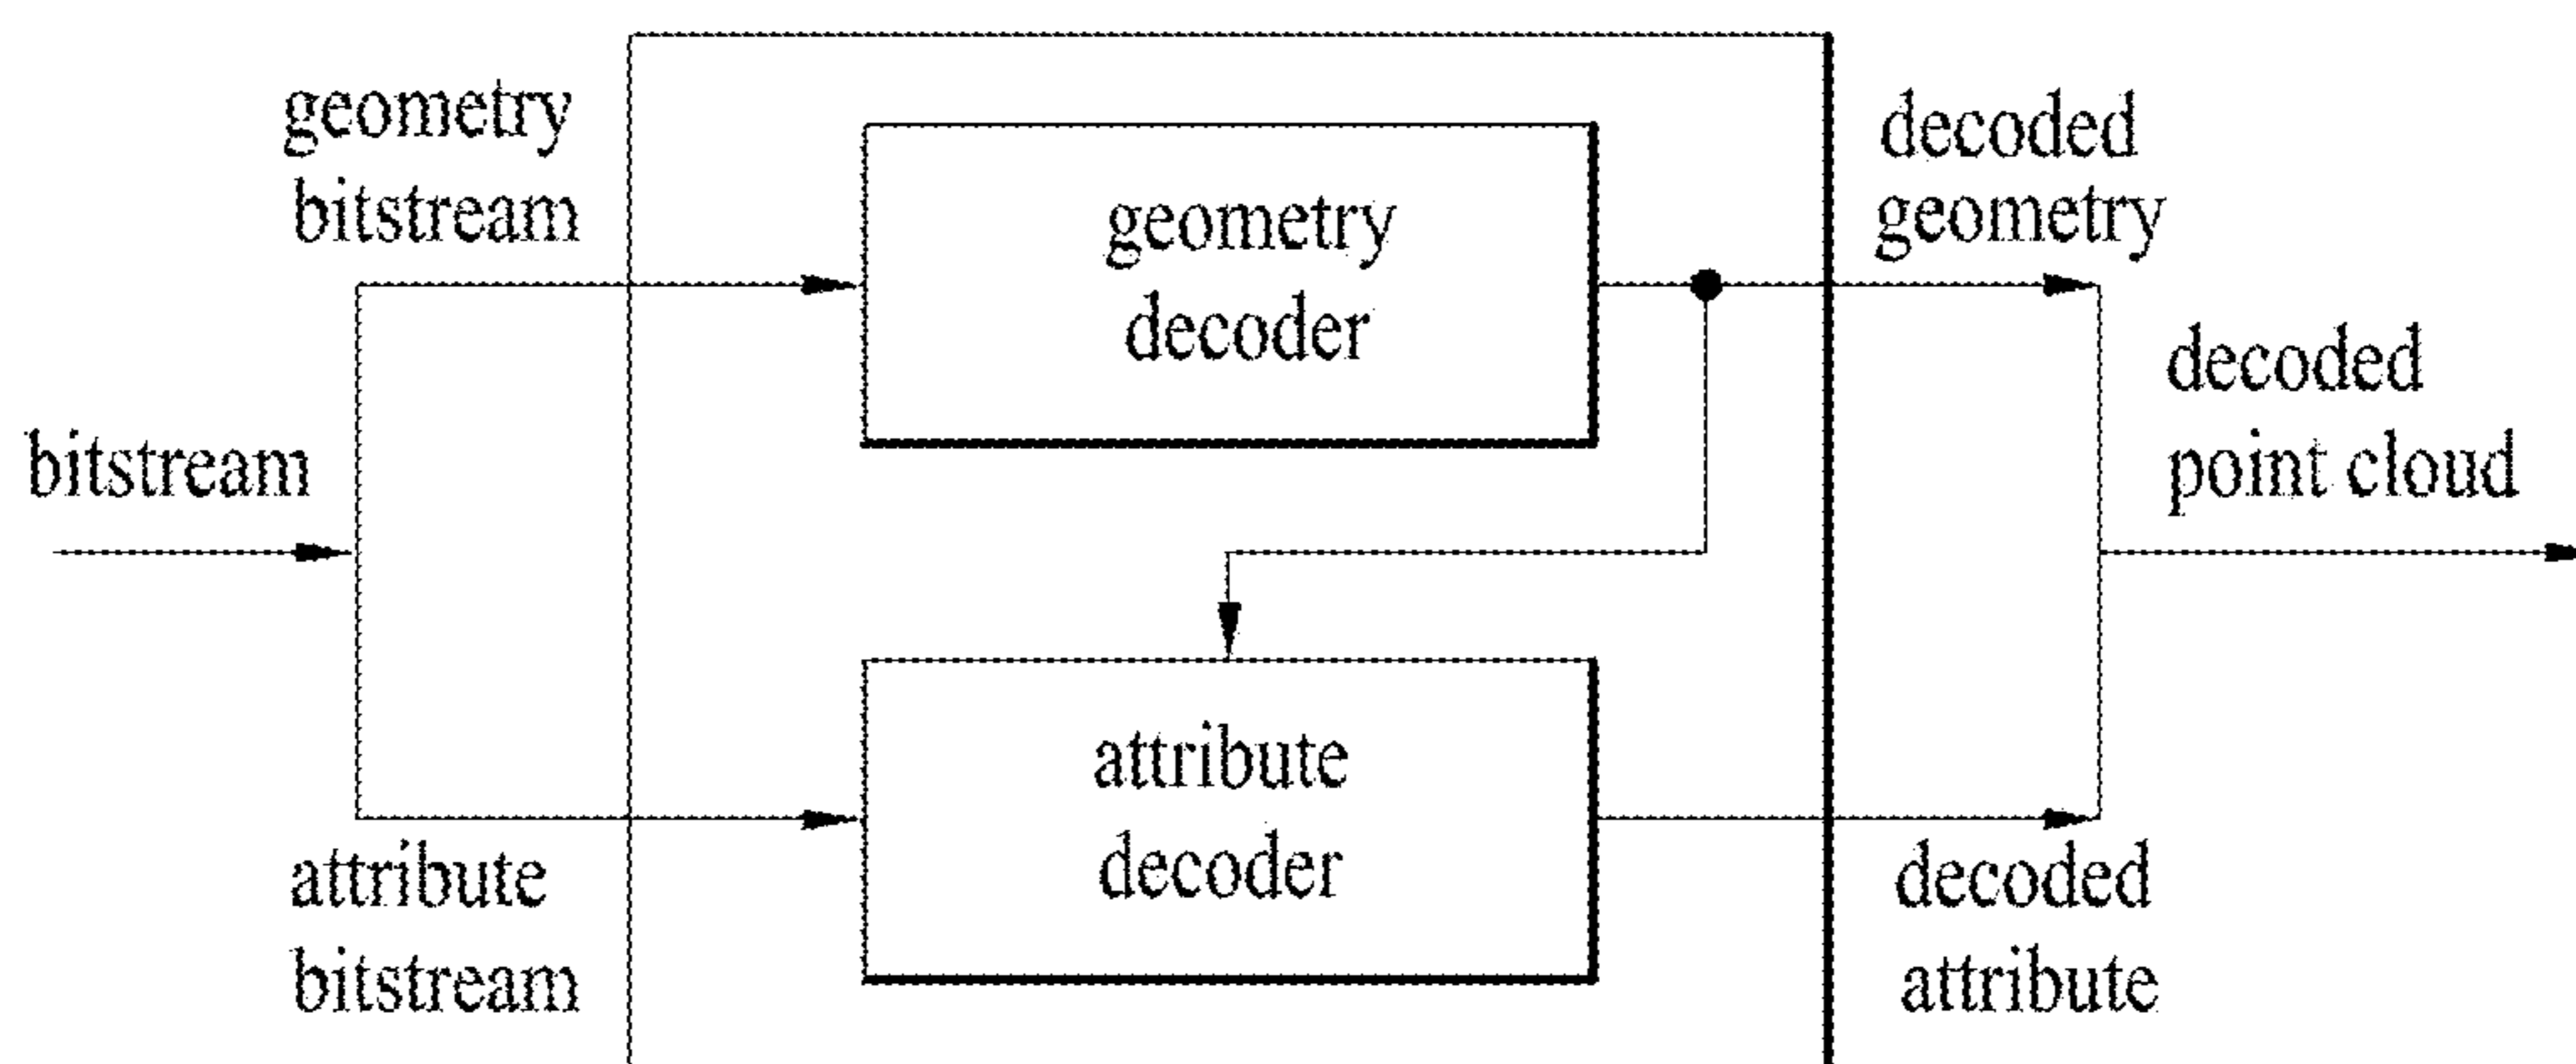 geometry
bitstream
bitstream
attribute
bitstream
geometry
decoder
attribute
decoder
decoded
geometry
decoded
point cloud
decoded
attribute